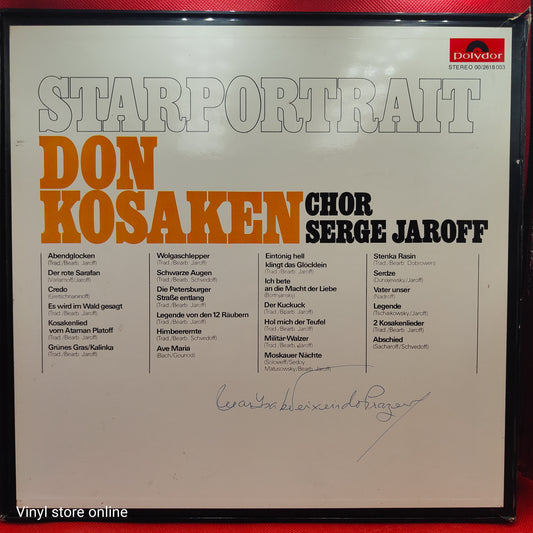 Polydor
STEREO 00/2618 003
STARPORTRAIT
DON
KOSAKEN
CHOR
SERGE JAROFF
Abendglocken
(Trad./Bearb. Jaroff)
Der rote Sarafan
(Varlamoff/Jaroff)
Credo
(Gretschaninoff)
Es wird im Wald gesagt
(Trad./Bearb. Jaroff)
Kosakenlied
vom Ataman Platoff
(Trad./Bearb. Jaroff)
Grünes Gras/Kalinka
(Trad./Bearb. Jaroff)
Wolgaschlepper
(Trad./Bearb. Jaroff)
Schwarze Augen
(Trad./Bearb. Schvedoff)
Die Petersburger
Straße entlang
(Trad./Bearb. Jaroff)
Legende von den 12 Räubern
(Trad./Bearb. Jaroff)
Himbeerernte
(Trad./Bearb. Schvedoff)
Ave Maria
(Bach/Gounod)
Eintönig hell
klingt das Glöcklein
(Trad./Bearb. Jaroff)
Ich bete
an die Macht der Liebe
(Bortnjansky)
Der Kuckuck
(Trad./Bearb. Jaroff)
Hol mich der Teufel
(Trad./Bearb. Jaroff)
Militär-Walzer
(Trad./Bearb. Jaroff)
Moskauer Nächte
(Solowjeff/Sedoy
Matusowsky/Bearb. Jaroff)
Stenka Rasin
(Trad./Bearb. Dobrowen)
Serdze
(Dunajewsky/Jaroff)
Vater unser
(Nadroff)
Legende
(Tschaikowsky/Jaroff)
2 Kosakenlieder
(Trad./Bearb. Jaroff)
Abschied
(Sacharoff/Schvedoff)
Vinyl store online